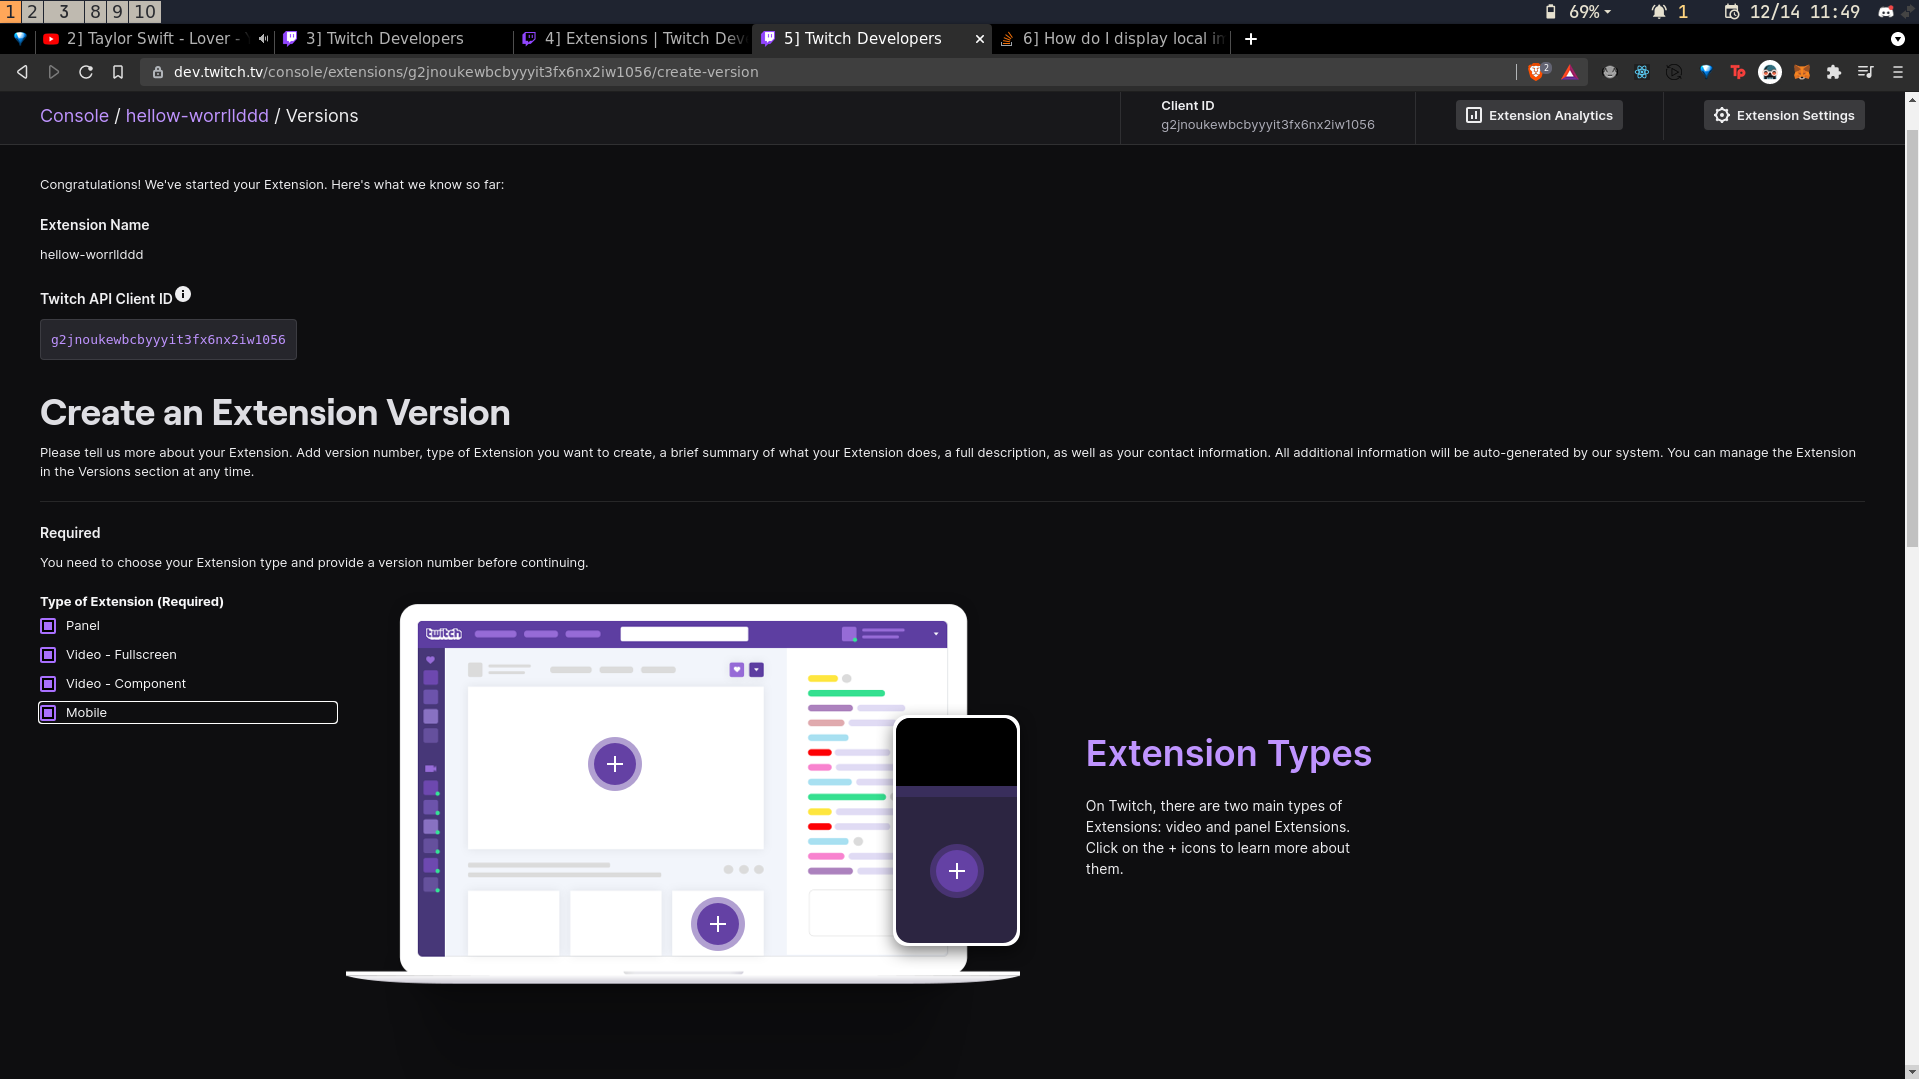 1 2 3 8 9 10
69%
1
12/14 11:49
2] Taylor Swift - Lover -
3] Twitch Developers
4] Extensions | Twitch Dev
5] Twitch Developers
6] How do I display local in
dev.twitch.tv/console/extensions/g2jnoukewbcbyyyit3fx6nx2iw1056/create-version
2
Tp
Console / hellow-worrllddd / Versions
Client ID
g2jnoukewbcbyyyit3fx6nx2iw1056
Extension Analytics
Extension Settings
Congratulations! We've started your Extension. Here's what we know so far:
Extension Name
hellow-worrllddd
Twitch API Client ID
g2jnoukewbcbyyyit3fx6nx2iw1056
Create an Extension Version
Please tell us more about your Extension. Add version number, type of Extension you want to create, a brief summary of what your Extension does, a full description, as well as your contact information. All additional information will be auto-generated by our system. You can manage the Extension
in the Versions section at any time.
Required
You need to choose your Extension type and provide a version number before continuing.
Type of Extension (Required)
Panel
Video - Fullscreen
Video - Component
Mobile
twitch
Extension Types
On Twitch, there are two main types of
Extensions: video and panel Extensions.
Click on the + icons to learn more about
them.